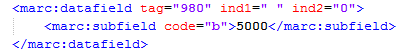 <marc:datafield tag="980" ind1=" " ind2="0">
    <marc:subfield code="b">5000</marc:subfield>
</marc:datafield>